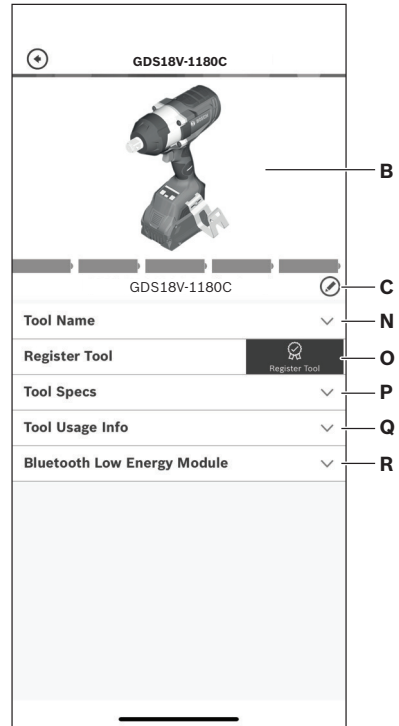 GDS18V-1180C
B
GDS18V-1180C
C
Tool Name
N
Register Tool
Register Tool
O
Tool Specs
P
Tool Usage Info
Q
Bluetooth Low Energy Module
R